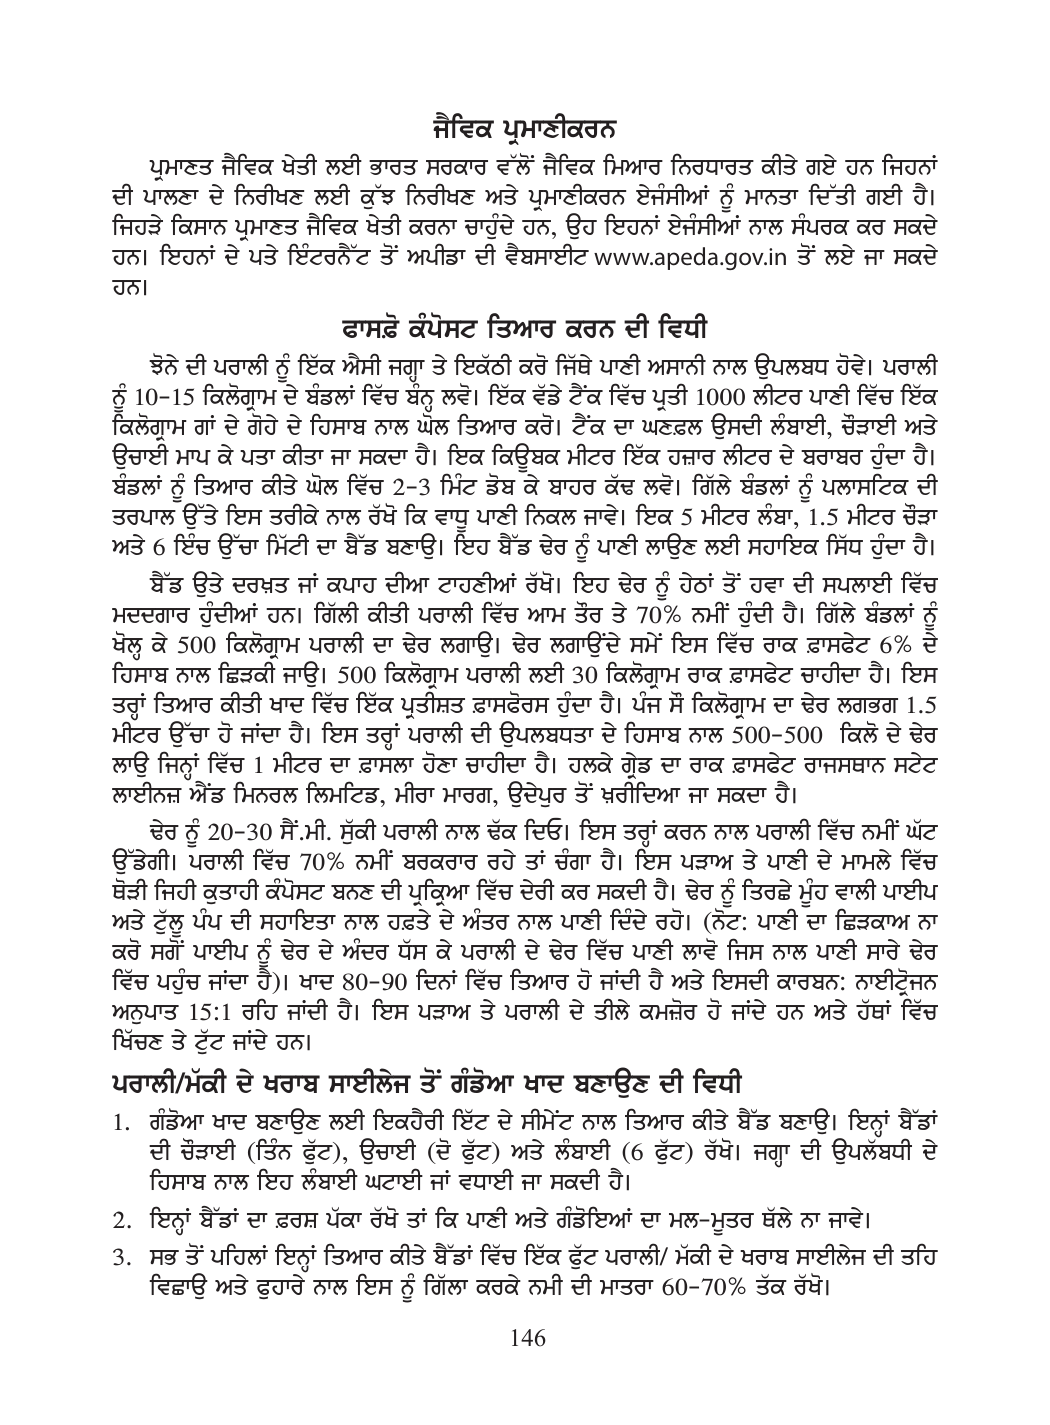 ਜੈਵਿਕ ਪ੍ਰਮਾਣੀਕਰਨ
ਪ੍ਰਮਾਣਤ ਜੈਵਿਕ ਖੇਤੀ ਲਈ ਭਾਰਤ ਸਰਕਾਰ ਵੱਲੋਂ ਜੈਵਿਕ ਮਿਆਰ ਨਿਰਧਾਰਤ ਕੀਤੇ ਗਏ ਹਨ ਜਿਹਨਾਂ
ਦੀ ਪਾਲਣਾ ਦੇ ਨਿਰੀਖਣ ਲਈ ਕੁੱਝ ਨਿਰੀਖਣ ਅਤੇ ਪ੍ਰਮਾਣੀਕਰਨ ਏਜੰਸੀਆਂ ਨੂੰ ਮਾਨਤਾ ਦਿੱਤੀ ਗਈ ਹੈ।
ਜਿਹੜੇ ਕਿਸਾਨ ਪ੍ਰਮਾਣਤ ਜੈਵਿਕ ਖੇਤੀ ਕਰਨਾ ਚਾਹੁੰਦੇ ਹਨ, ਉਹ ਇਹਨਾਂ ਏਜੰਸੀਆਂ ਨਾਲ ਸੰਪਰਕ ਕਰ ਸਕਦੇ
ਹਨ। ਇਹਨਾਂ ਦੇ ਪਤੇ ਇੰਟਰਨੈੱਟ ਤੋਂ ਅਪੀਡਾ ਦੀ ਵੈਬਸਾਈਟ www.apeda.gov.in ਤੋਂ ਲਏ ਜਾ ਸਕਦੇ
ਹਨ।
ਫਾਸਫ਼ੋ ਕੰਪੋਸਟ ਤਿਆਰ ਕਰਨ ਦੀ ਵਿਧੀ
ਝੋਨੇ ਦੀ ਪਰਾਲੀ ਨੂੰ ਇੱਕ ਐਸੀ ਜਗ੍ਹਾ ਤੇ ਇਕੱਠੀ ਕਰੋ ਜਿੱਥੇ ਪਾਣੀ ਅਸਾਨੀ ਨਾਲ ਉਪਲਬਧ ਹੋਵੇ। ਪਰਾਲੀ
ਨੂੰ 10-15 ਕਿਲੋਗ੍ਰਾਮ ਦੇ ਬੰਡਲਾਂ ਵਿੱਚ ਬੰਨ੍ਹ ਲਵੋ। ਇੱਕ ਵੱਡੇ ਟੈਂਕ ਵਿੱਚ ਪ੍ਰਤੀ 1000 ਲੀਟਰ ਪਾਣੀ ਵਿੱਚ ਇੱਕ
ਕਿਲੋਗ੍ਰਾਮ ਗਾਂ ਦੇ ਗੋਹੇ ਦੇ ਹਿਸਾਬ ਨਾਲ ਘੋਲ ਤਿਆਰ ਕਰੋ। ਟੈਂਕ ਦਾ ਘਣਫ਼ਲ ਉਸਦੀ ਲੰਬਾਈ, ਚੌੜਾਈ ਅਤੇ
ਉਚਾਈ ਮਾਪ ਕੇ ਪਤਾ ਕੀਤਾ ਜਾ ਸਕਦਾ ਹੈ। ਇਕ ਕਿਊਬਕ ਮੀਟਰ ਇੱਕ ਹਜ਼ਾਰ ਲੀਟਰ ਦੇ ਬਰਾਬਰ ਹੁੰਦਾ ਹੈ।
ਬੰਡਲਾਂ ਨੂੰ ਤਿਆਰ ਕੀਤੇ ਘੋਲ ਵਿੱਚ 2-3 ਮਿੰਟ ਡੋਬ ਕੇ ਬਾਹਰ ਕੱਢ ਲਵੋ। ਗਿੱਲੇ ਬੰਡਲਾਂ ਨੂੰ ਪਲਾਸਟਿਕ ਦੀ
ਤਰਪਾਲ ਉੱਤੇ ਇਸ ਤਰੀਕੇ ਨਾਲ ਰੱਖੋ ਕਿ ਵਾਧੂ ਪਾਣੀ ਨਿਕਲ ਜਾਵੇ। ਇਕ 5 ਮੀਟਰ ਲੰਬਾ, 1.5 ਮੀਟਰ ਚੌੜਾ
ਅਤੇ 6 ਇੰਚ ਉੱਚਾ ਮਿੱਟੀ ਦਾ ਬੈੱਡ ਬਣਾਉ। ਇਹ ਬੈੱਡ ਢੇਰ ਨੂੰ ਪਾਣੀ ਲਾਉਣ ਲਈ ਸਹਾਇਕ ਸਿੱਧ ਹੁੰਦਾ ਹੈ।
ਬੈੱਡ ਉਤੇ ਦਰਖ਼ਤ ਜਾਂ ਕਪਾਹ ਦੀਆ ਟਾਹਣੀਆਂ ਰੱਖੋ। ਇਹ ਢੇਰ ਨੂੰ ਹੇਠਾਂ ਤੋਂ ਹਵਾ ਦੀ ਸਪਲਾਈ ਵਿੱਚ
ਮਦਦਗਾਰ ਹੁੰਦੀਆਂ ਹਨ। ਗਿੱਲੀ ਕੀਤੀ ਪਰਾਲੀ ਵਿੱਚ ਆਮ ਤੌਰ ਤੇ 70% ਨਮੀਂ ਹੁੰਦੀ ਹੈ। ਗਿੱਲੇ ਬੰਡਲਾਂ ਨੂੰ
ਖੋਲ੍ਹ ਕੇ 500 ਕਿਲੋਗ੍ਰਾਮ ਪਰਾਲੀ ਦਾ ਢੇਰ ਲਗਾਉ। ਢੇਰ ਲਗਾਉਂਦੇ ਸਮੇਂ ਇਸ ਵਿੱਚ ਰਾਕ ਫ਼ਾਸਫੇਟ 6% ਦੇ
ਹਿਸਾਬ ਨਾਲ ਛਿੜਕੀ ਜਾਉ। 500 ਕਿਲੋਗ੍ਰਾਮ ਪਰਾਲੀ ਲਈ 30 ਕਿਲੋਗ੍ਰਾਮ ਰਾਕ ਫ਼ਾਸਫੇਟ ਚਾਹੀਦਾ ਹੈ। ਇਸ
ਤਰ੍ਹਾਂ ਤਿਆਰ ਕੀਤੀ ਖਾਦ ਵਿੱਚ ਇੱਕ ਪ੍ਰਤੀਸ਼ਤ ਫ਼ਾਸਫੋਰਸ ਹੁੰਦਾ ਹੈ। ਪੰਜ ਸੌ ਕਿਲੋਗ੍ਰਾਮ ਦਾ ਢੇਰ ਲਗਭਗ 1.5
ਮੀਟਰ ਉੱਚਾ ਹੋ ਜਾਂਦਾ ਹੈ। ਇਸ ਤਰ੍ਹਾਂ ਪਰਾਲੀ ਦੀ ਉਪਲਬਧਤਾ ਦੇ ਹਿਸਾਬ ਨਾਲ 500-500 ਕਿਲੋ ਦੇ ਢੇਰ
ਲਾਉ ਜਿਨ੍ਹਾਂ ਵਿੱਚ 1 ਮੀਟਰ ਦਾ ਫ਼ਾਸਲਾ ਹੋਣਾ ਚਾਹੀਦਾ ਹੈ। ਹਲਕੇ ਗ੍ਰੇਡ ਦਾ ਰਾਕ ਫ਼ਾਸਫੇਟ ਰਾਜਸਥਾਨ ਸਟੇਟ
ਲਾਈਨਜ਼ ਐਂਡ ਮਿਨਰਲ ਲਿਮਟਿਡ, ਮੀਰਾ ਮਾਰਗ, ਉਦੇਪੁਰ ਤੋਂ ਖ਼ਰੀਦਿਆ ਜਾ ਸਕਦਾ ਹੈ।
ਢੇਰ ਨੂੰ 20-30 ਸੈਂ.ਮੀ. ਸੁੱਕੀ ਪਰਾਲੀ ਨਾਲ ਢੱਕ ਦਿਓ। ਇਸ ਤਰ੍ਹਾਂ ਕਰਨ ਨਾਲ ਪਰਾਲੀ ਵਿੱਚ ਨਮੀਂ ਘੱਟ
ਉੱਡੇਗੀ। ਪਰਾਲੀ ਵਿੱਚ 70% ਨਮੀਂ ਬਰਕਰਾਰ ਰਹੇ ਤਾਂ ਚੰਗਾ ਹੈ। ਇਸ ਪੜਾਅ ਤੇ ਪਾਣੀ ਦੇ ਮਾਮਲੇ ਵਿੱਚ
ਥੋੜੀ ਜਿਹੀ ਕੁਤਾਹੀ ਕੰਪੋਸਟ ਬਨਣ ਦੀ ਪ੍ਰਕ੍ਰਿਆ ਵਿੱਚ ਦੇਰੀ ਕਰ ਸਕਦੀ ਹੈ। ਢੇਰ ਨੂੰ ਤਿਰਛੇ ਮੂੰਹ ਵਾਲੀ ਪਾਈਪ
ਅਤੇ ਟੁੱਲੂ ਪੰਪ ਦੀ ਸਹਾਇਤਾ ਨਾਲ ਹਫ਼ਤੇ ਦੇ ਅੰਤਰ ਨਾਲ ਪਾਣੀ ਦਿੰਦੇ ਰਹੋ। (ਨੋਟ: ਪਾਣੀ ਦਾ ਛਿੜਕਾਅ ਨਾ
ਕਰੋ ਸਗੋਂ ਪਾਈਪ ਨੂੰ ਢੇਰ ਦੇ ਅੰਦਰ ਧੱਸ ਕੇ ਪਰਾਲੀ ਦੇ ਢੇਰ ਵਿੱਚ ਪਾਣੀ ਲਾਵੋ ਜਿਸ ਨਾਲ ਪਾਣੀ ਸਾਰੇ ਢੇਰ
ਵਿੱਚ ਪਹੁੰਚ ਜਾਂਦਾ ਹੈ)। ਖਾਦ 80-90 ਦਿਨਾਂ ਵਿੱਚ ਤਿਆਰ ਹੋ ਜਾਂਦੀ ਹੈ ਅਤੇ ਇਸਦੀ ਕਾਰਬਨ: ਨਾਈਟ੍ਰੋਜਨ
ਅਨੁਪਾਤ 15:1 ਰਹਿ ਜਾਂਦੀ ਹੈ। ਇਸ ਪੜਾਅ ਤੇ ਪਰਾਲੀ ਦੇ ਤੀਲੇ ਕਮਜ਼ੋਰ ਹੋ ਜਾਂਦੇ ਹਨ ਅਤੇ ਹੱਥਾਂ ਵਿੱਚ
ਖਿੱਚਣ ਤੇ ਟੁੱਟ ਜਾਂਦੇ ਹਨ।
ਪਰਾਲੀ/ਮੱਕੀ ਦੇ ਖਰਾਬ ਸਾਈਲੇਜ ਤੋਂ ਗੰਡੋਆ ਖਾਦ ਬਣਾਉਣ ਦੀ ਵਿਧੀ
1. ਗੰਡੋਆ ਖਾਦ ਬਣਾਉਣ ਲਈ ਇਕਹੈਰੀ ਇੱਟ ਦੇ ਸੀਮੇਂਟ ਨਾਲ ਤਿਆਰ ਕੀਤੇ ਬੈੱਡ ਬਣਾਉ। ਇਨ੍ਹਾਂ ਬੈੱਡਾਂ
ਦੀ ਚੌੜਾਈ (ਤਿੰਨ ਫੁੱਟ), ਉਚਾਈ (ਦੋ ਫੁੱਟ) ਅਤੇ ਲੰਬਾਈ (6 ਫੁੱਟ) ਰੱਖੋ। ਜਗ੍ਹਾ ਦੀ ਉਪਲੱਬਧੀ ਦੇ
ਹਿਸਾਬ ਨਾਲ ਇਹ ਲੰਬਾਈ ਘਟਾਈ ਜਾਂ ਵਧਾਈ ਜਾ ਸਕਦੀ ਹੈ।
2. ਇਨ੍ਹਾਂ ਬੈੱਡਾਂ ਦਾ ਫ਼ਰਸ਼ ਪੱਕਾ ਰੱਖੋ ਤਾਂ ਕਿ ਪਾਣੀ ਅਤੇ ਗੰਡੋਇਆਂ ਦਾ ਮਲ-ਮੂਤਰ ਥੱਲੇ ਨਾ ਜਾਵੇ।
3. ਸਭ ਤੋਂ ਪਹਿਲਾਂ ਇਨ੍ਹਾਂ ਤਿਆਰ ਕੀਤੇ ਬੈੱਡਾਂ ਵਿੱਚ ਇੱਕ ਫੁੱਟ ਪਰਾਲੀ/ ਮੱਕੀ ਦੇ ਖਰਾਬ ਸਾਈਲੇਜ ਦੀ ਤਹਿ
ਵਿਛਾਉ ਅਤੇ ਫੁਹਾਰੇ ਨਾਲ ਇਸ ਨੂੰ ਗਿੱਲਾ ਕਰਕੇ ਨਮੀ ਦੀ ਮਾਤਰਾ 60-70% ਤੱਕ ਰੱਖੋ।
146